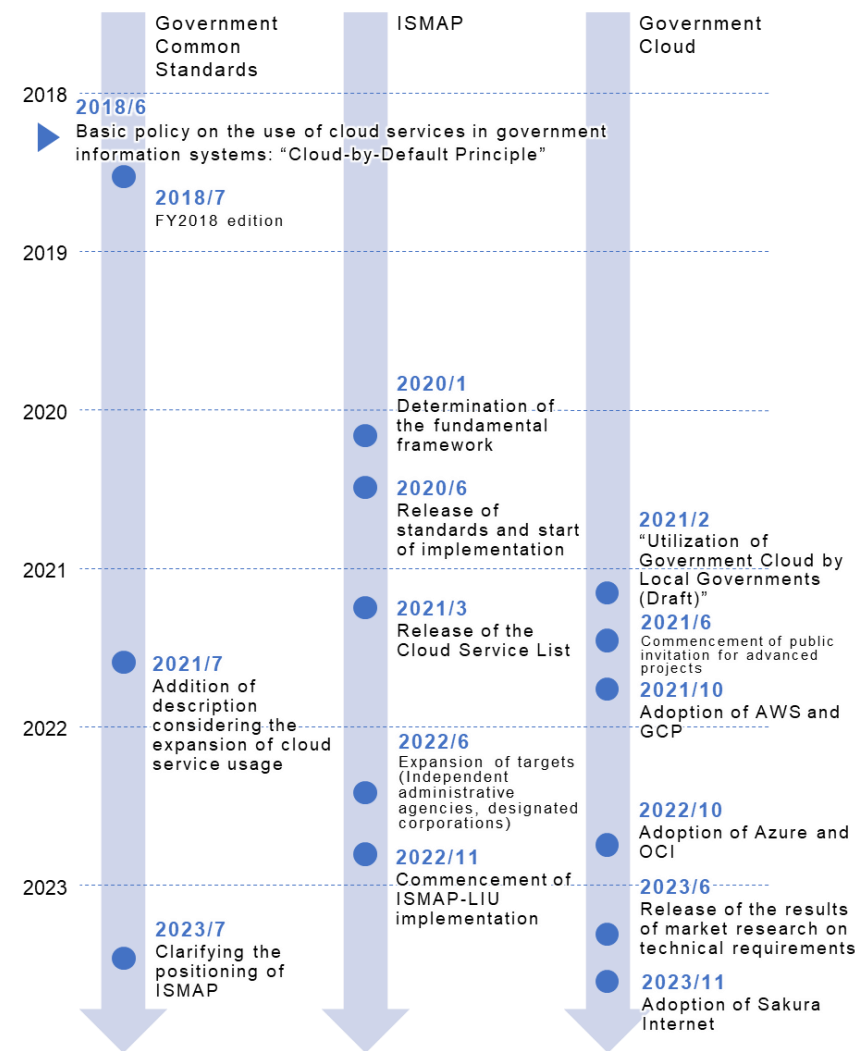 Government
Common
Standards
ISMAP
Government
Cloud
2018
2018/6
Basic policy on the use of cloud services in government
information systems: “Cloud-by-Default Principle”
2018/7
FY2018 edition
2019
2020/1
2020
Determination of
the fundamental
framework
2020/6
Release of
standards and start
of implementation
2021/2
“Utilization of
Government Cloud by
Local Governments
(Draft)”
2021
2021/3
Release of the
Cloud Service List
2021/6
Commencement of public
invitation for advanced
projects
2021/7
Addition of
description
considering the
expansion of cloud
service usage
2021/10
Adoption of AWS and
GCP
2022
2022/6
Expansion of targets
(Independent
administrative
agencies, designated
corporations)
2022/10
Adoption of Azure and
OCI
2022/11
Commencement of
ISMAP-LIU
implementation
2023
2023/6
Release of the results
of market research on
technical requirements
2023/7
Clarifying the
positioning of
ISMAP
2023/11
Adoption of Sakura
Internet